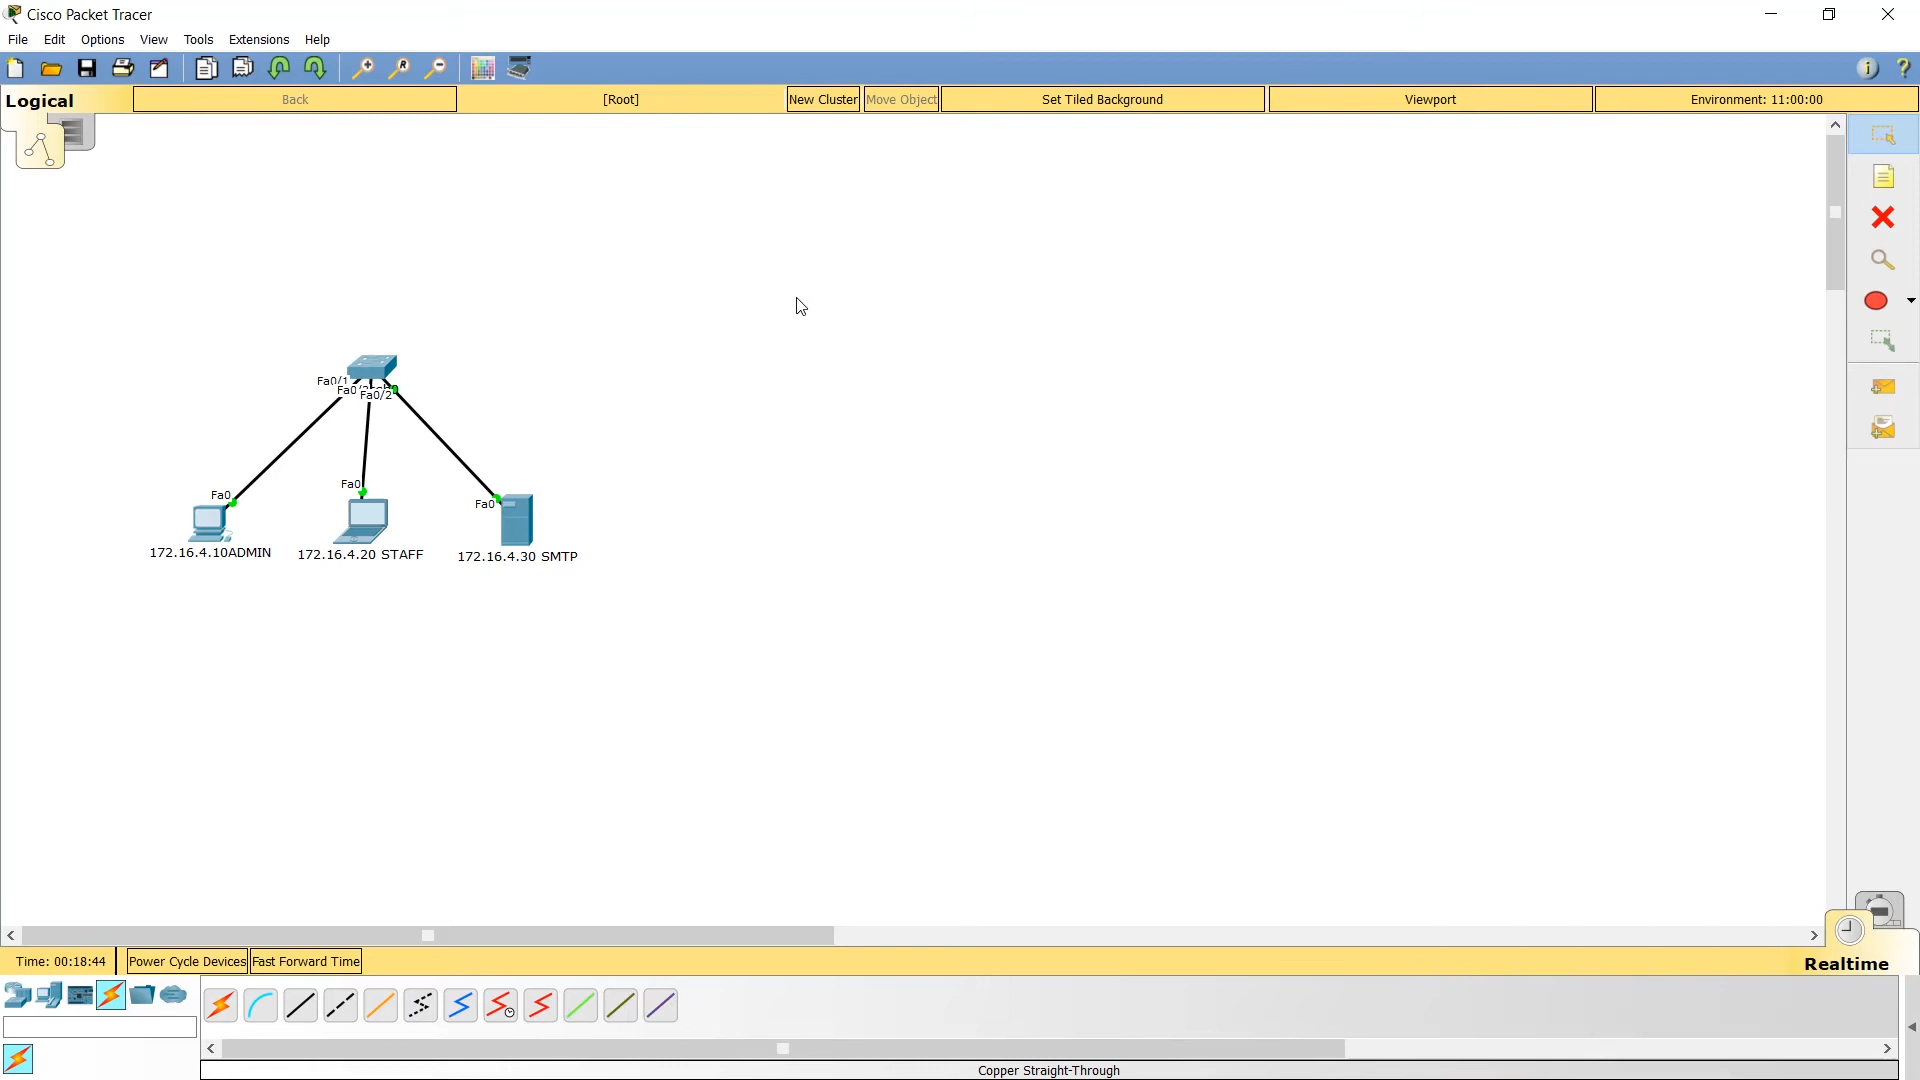 Cisco Packet Tracer
File Edit Options View Tools Extensions Help
Logical Back [Root] New Cluster Move Object Set Tiled Background Viewport Environment: 11:00:00
Fa0/1
Fa0/
Fa0/2
Fa0 Fa0 Fa0
172.16.4.10ADMIN 172.16.4.20 STAFF 172.16.4.30 SMTP
Time: 00:18:44 Power Cycle Devices Fast Forward Time Realtime
Copper Straight-Through